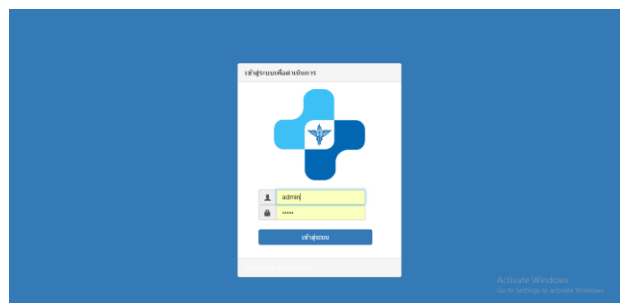 เข้าสู่ระบบเพื่อดำเนินการ
admin
•••••
เข้าสู่ระบบ
Activate Windows
Go to Settings to activate Windows.